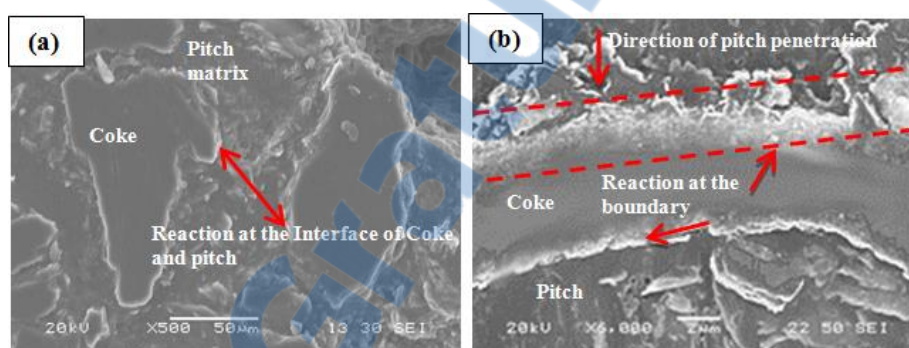 (a)
Pitch
matrix
Coke
Reaction at the Interface of Coke
and pitch
20kV X500 50µm 13 30 SEI
(b)
Direction of pitch penetration
Coke
Reaction at the
boundary
Pitch
20kV X6,000 2µm 22 50 SEI